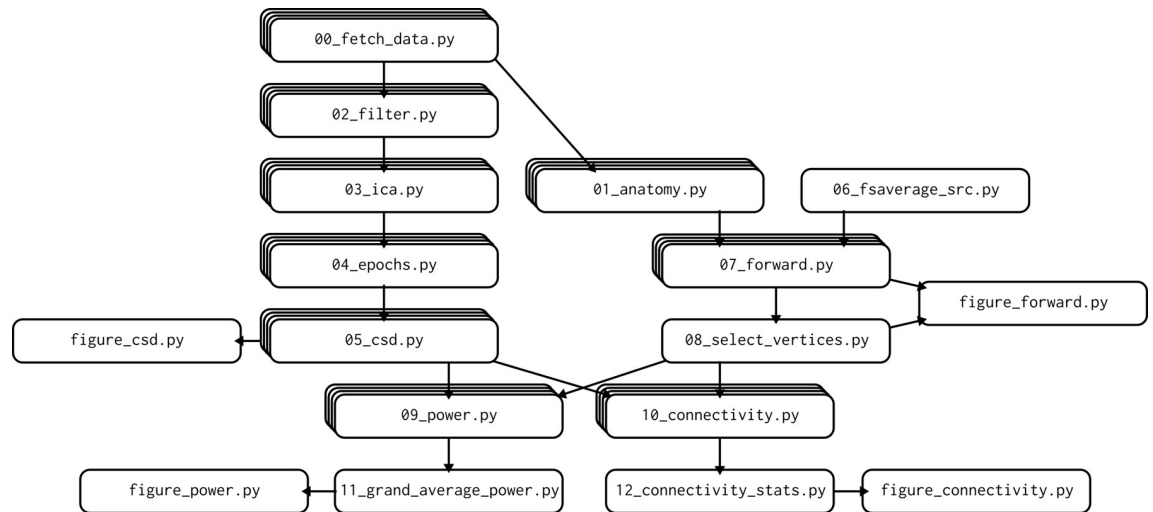 00_fetch_data.py
02_filter.py
03_ica.py
01_anatomy.py
06_fsaverage_src.py
04_epochs.py
07_forward.py
figure_forward.py
figure_csd.py
05_csd.py
08_select_vertices.py
09_power.py
10_connectivity.py
figure_power.py
11_grand_average_power.py
12_connectivity_stats.py
figure_connectivity.py